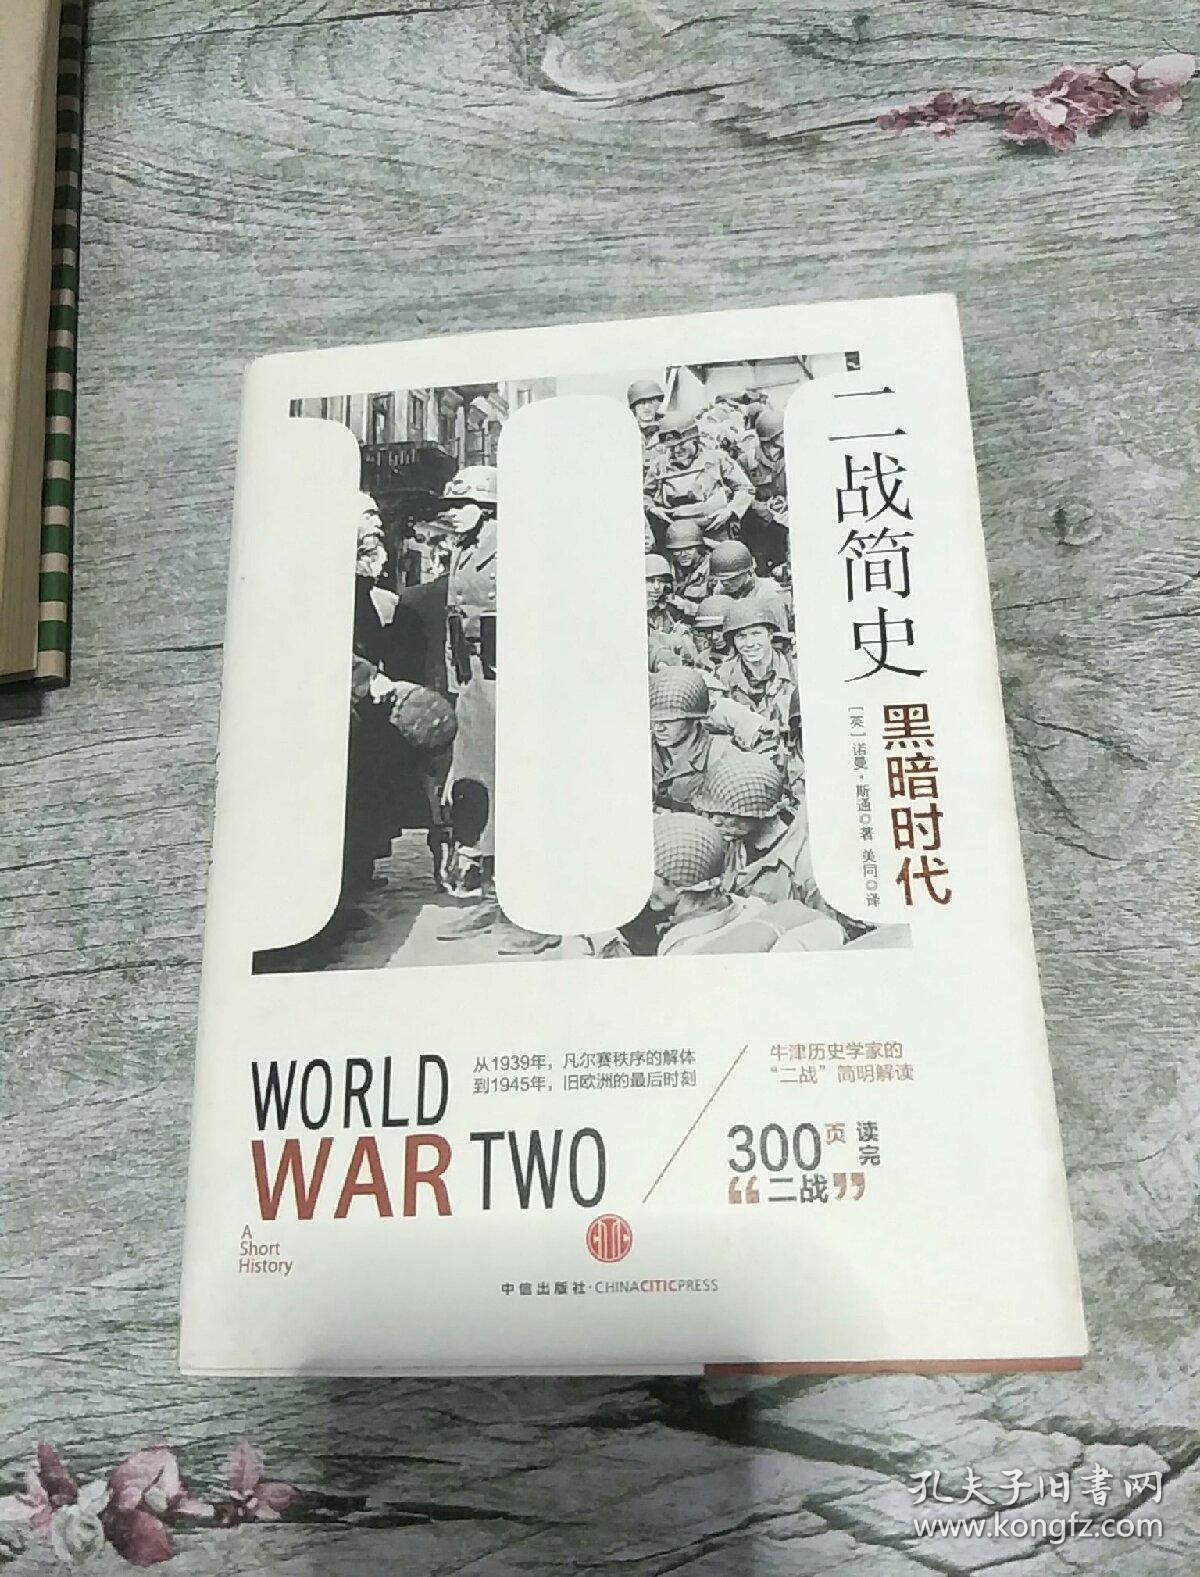 二战简史
黑暗时代
[英]诺曼·斯通◎著 美同◎译
WORLD
WAR TWO
A
Short
History
从1939年，凡尔赛秩序的解体
到1945年，旧欧洲的最后时刻
牛津历史学家的
“二战”简明解读
300页读完
“二战”
中信出版社·CHINACITICPRESS
孔夫子旧书网
www.kongfz.com